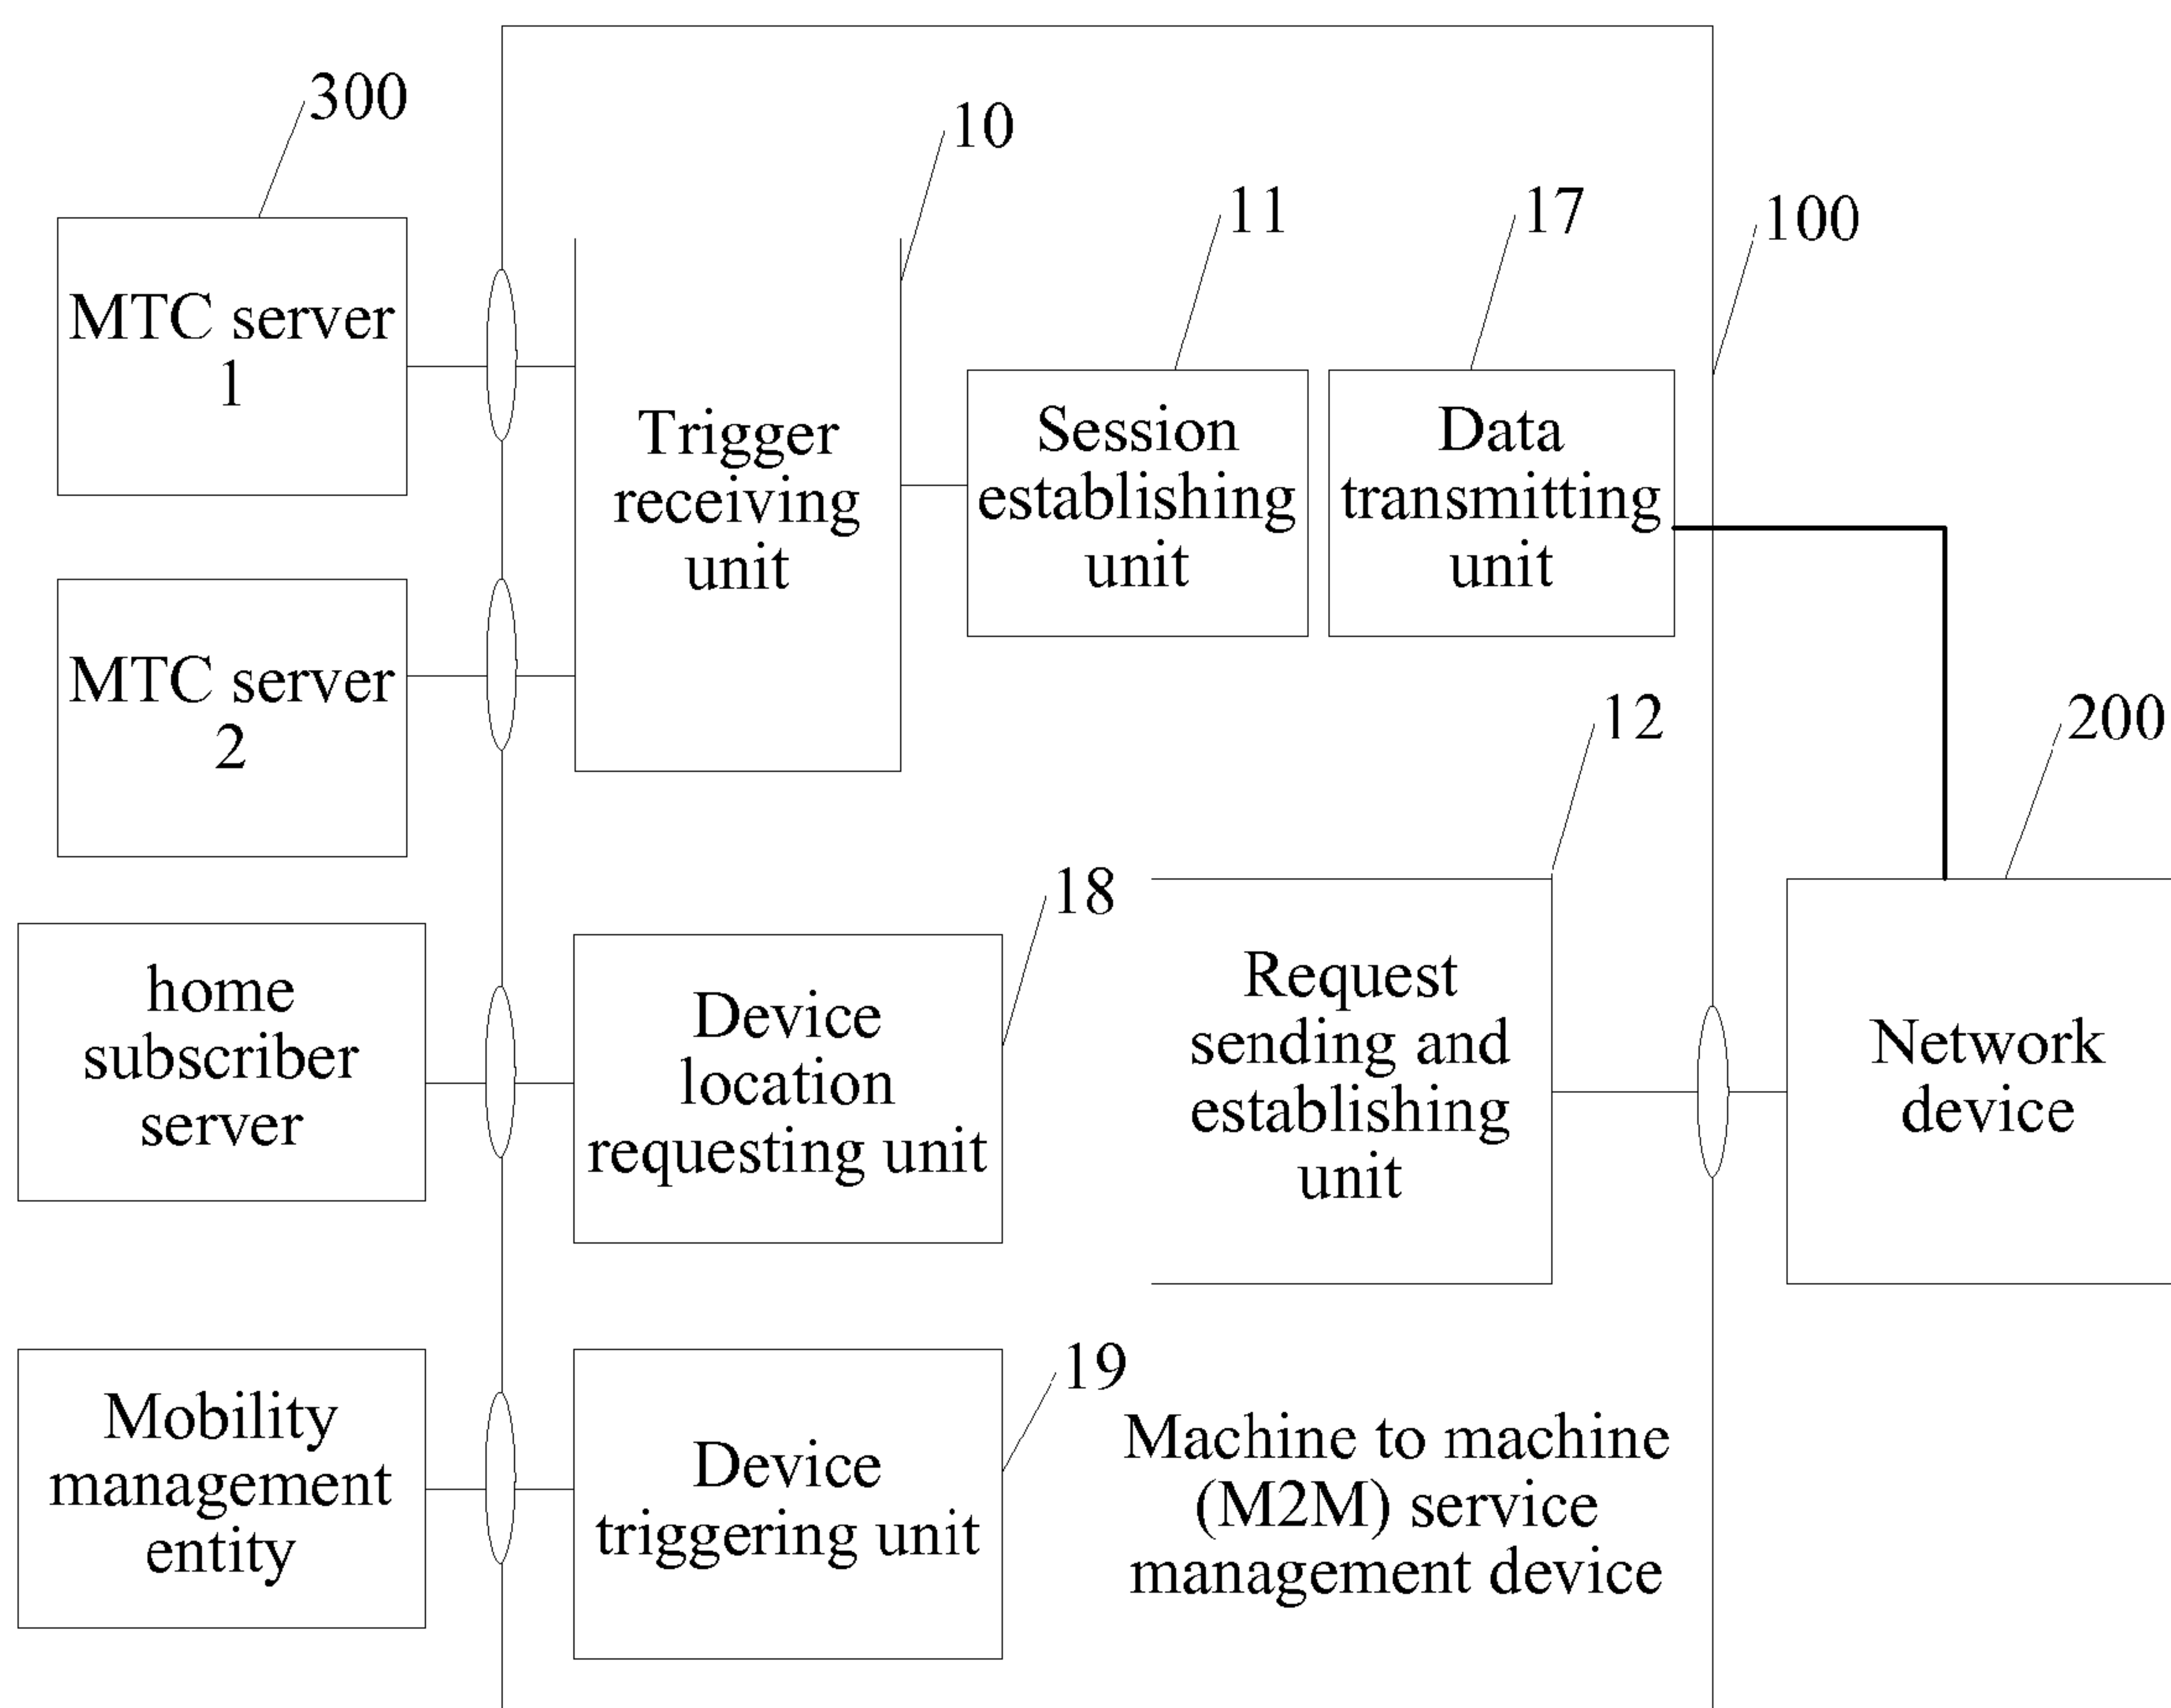 300
10
11
17
100
MTC server
1
Trigger
receiving
unit
Session
establishing
unit
Data
transmitting
unit
MTC server
2
12
200
18
home
subscriber
server
Device
location
requesting unit
Request
sending and
establishing
unit
Network
device
19
Mobility
management
entity
Device
triggering unit
Machine to machine
(M2M) service
management device